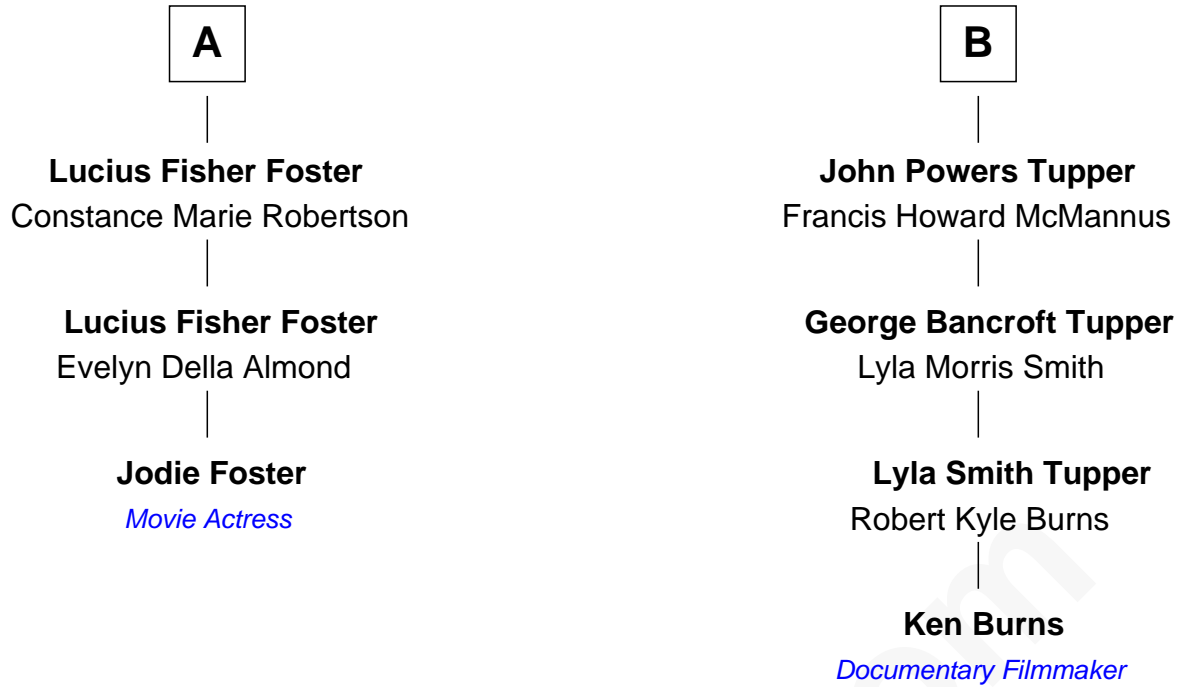 A
Lucius Fisher Foster
Constance Marie Robertson
Lucius Fisher Foster
Evelyn Della Almond
Jodie Foster
Movie Actress
B
John Powers Tupper
Francis Howard McMannus
George Bancroft Tupper
Lyla Morris Smith
Lyla Smith Tupper
Robert Kyle Burns
Ken Burns
Documentary Filmmaker